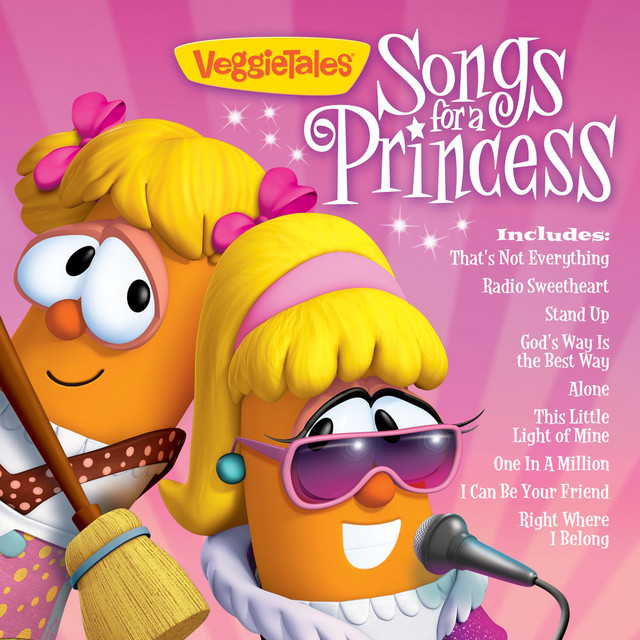 VeggieTales®
Songs
for a
Princess
Includes:
That's Not Everything
Radio Sweetheart
Stand Up
God's Way Is
the Best Way
Alone
This Little
Light of Mine
One In A Million
I Can Be Your Friend
Right Where
I Belong